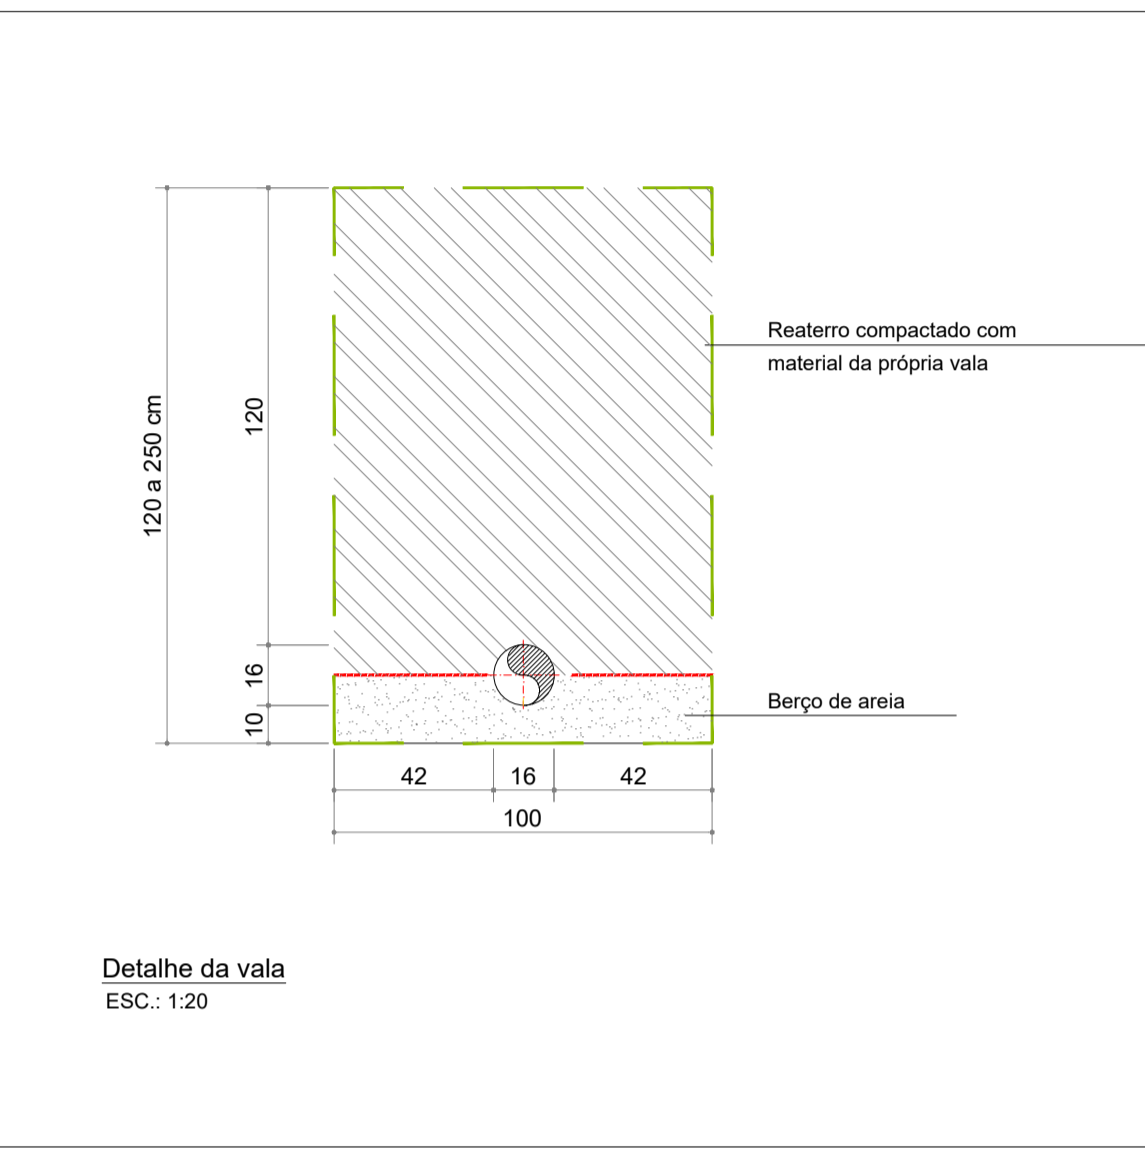 120 a 250 cm
120
16
10
Reaterro compactado com
material da própria vala
Berço de areia
42
16
42
100
Detalhe da vala
ESC.: 1:20